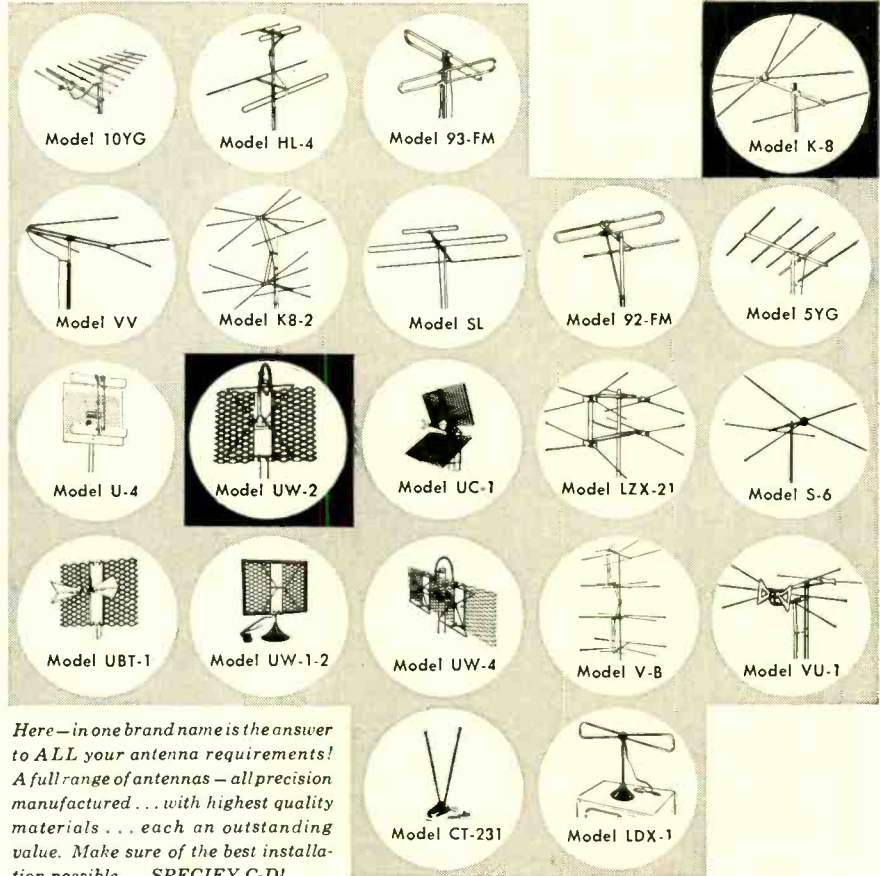 Model 10YG
Model HL-4
Model 93-FM
Model K-8
Model VV
Model K8-2
Model SL
Model 92-FM
Model 5YG
Model U-4
Model UW-2
Model UC-1
Model LZX-21
Model S-6
Model UBT-1
Model UW-1-2
Model UW-4
Model V-B
Model VU-1
Here—in one brand name is the answer
to ALL your antenna requirements!
A full range of antennas — all precision
manufactured . . . with highest quality
materials . . . each an outstanding
value. Make sure of the best installa-
tion possible . . . SPECIFY C-D!
Model CT-231
Model LDX-1